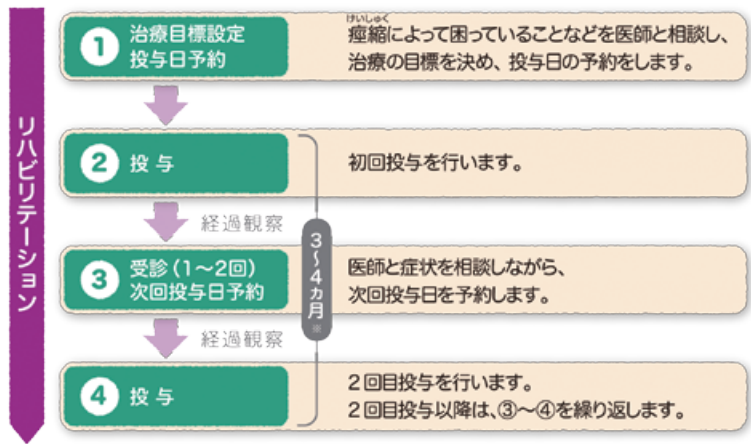 リハビリテーション
1
治療目標設定
投与日予約
けいしゅく
痙縮によって困っていることなどを医師と相談し、
治療の目標を決め、投与日の予約をします。
2 投与
初回投与を行います。
経過観察
3〜4ヵ月※
3
受診（1〜2回）
次回投与日予約
医師と症状を相談しながら、
次回投与日を予約します。
経過観察
4 投与
2回目投与を行います。
2回目投与以降は、③〜④を繰り返します。